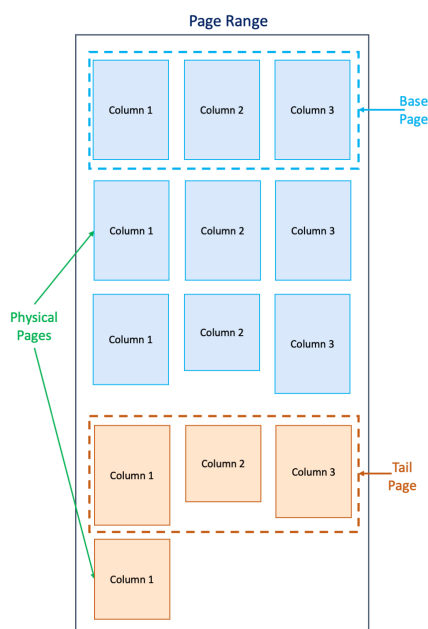 Page Range
Column 1
Column 2
Column 3
Base
Page
Column 1
Column 2
Column 3
Physical
Pages
Column 1
Column 2
Column 3
Column 1
Column 2
Column 3
Tail
Page
Column 1